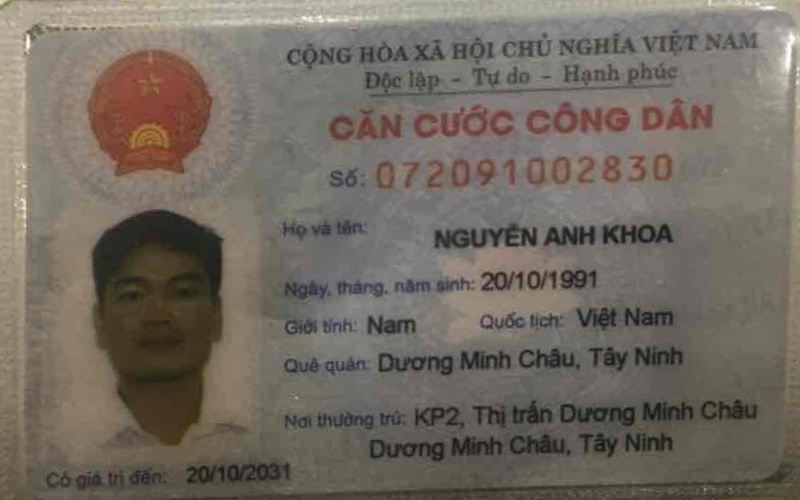 CỘNG HÒA XÃ HỘI CHỦ NGHĨA VIỆT NAM
Độc lập - Tự do - Hạnh phúc
CĂN CƯỚC CÔNG DÂN
Số: 072091002830
Họ và tên: NGUYỄN ANH KHOA
Ngày, tháng, năm sinh: 20/10/1991
Giới tính: Nam Quốc tịch: Việt Nam
Quê quán: Dương Minh Châu, Tây Ninh
Nơi thường trú: KP2, Thị trấn Dương Minh Châu
Dương Minh Châu, Tây Ninh
Có giá trị đến: 20/10/2031